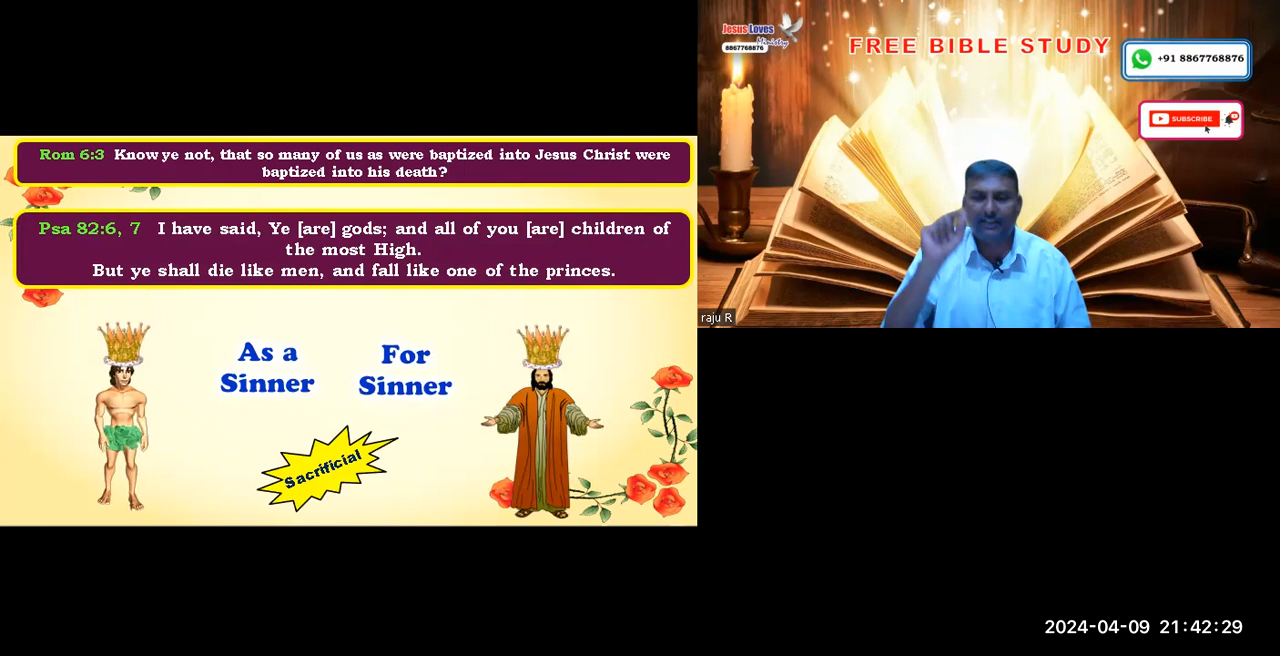 Rom 6:3 Know ye not, that so many of us as were baptized into Jesus Christ were
baptized into his death?
Psa 82:6, 7 I have said, Ye [are] gods; and all of you [are] children of
the most High.
But ye shall die like men, and fall like one of the princes.
As a
Sinner
For
Sinner
Sacrificial
Jesus Loves
Ministry
8867768876
FREE BIBLE STUDY
+91 8867768876
SUBSCRIBE
raju R
2024-04-09 21:42:29